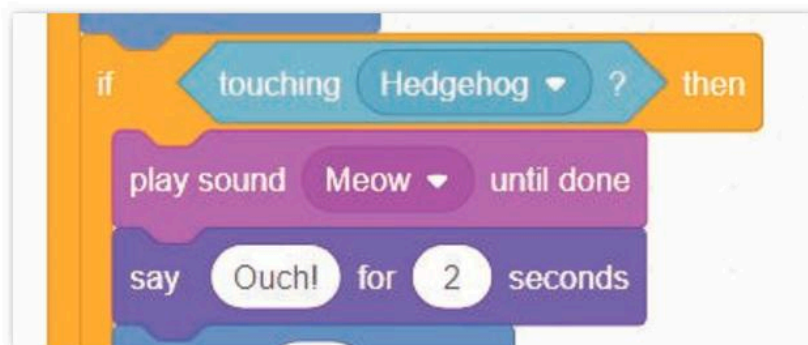 if touching Hedgehog ? then
play sound Meow until done
say Ouch! for 2 seconds